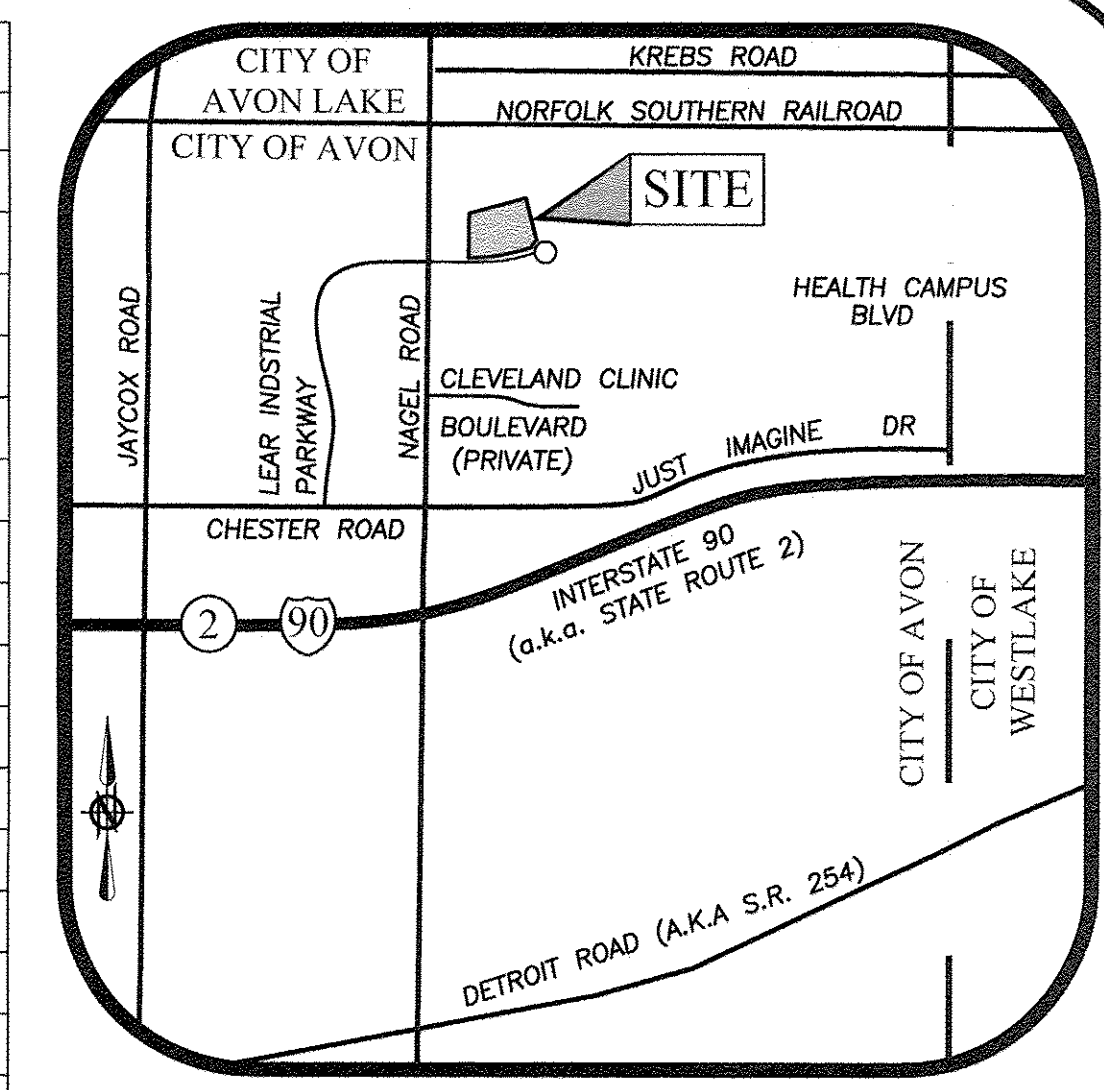 CITY OF
AVON LAKE
KREBS ROAD
NORFOLK SOUTHERN RAILROAD
CITY OF AVON
SITE
HEALTH CAMPUS
BLVD
JAYCOX ROAD
LEAR INDSTRIAL
PARKWAY
NAGEL ROAD
CLEVELAND CLINIC
BOULEVARD
(PRIVATE)
JUST IMAGINE DR
CHESTER ROAD
INTERSTATE 90
(a.k.a. STATE ROUTE 2)
2
90
CITY OF AVON
CITY OF
WESTLAKE
N
DETROIT ROAD (A.K.A S.R. 254)